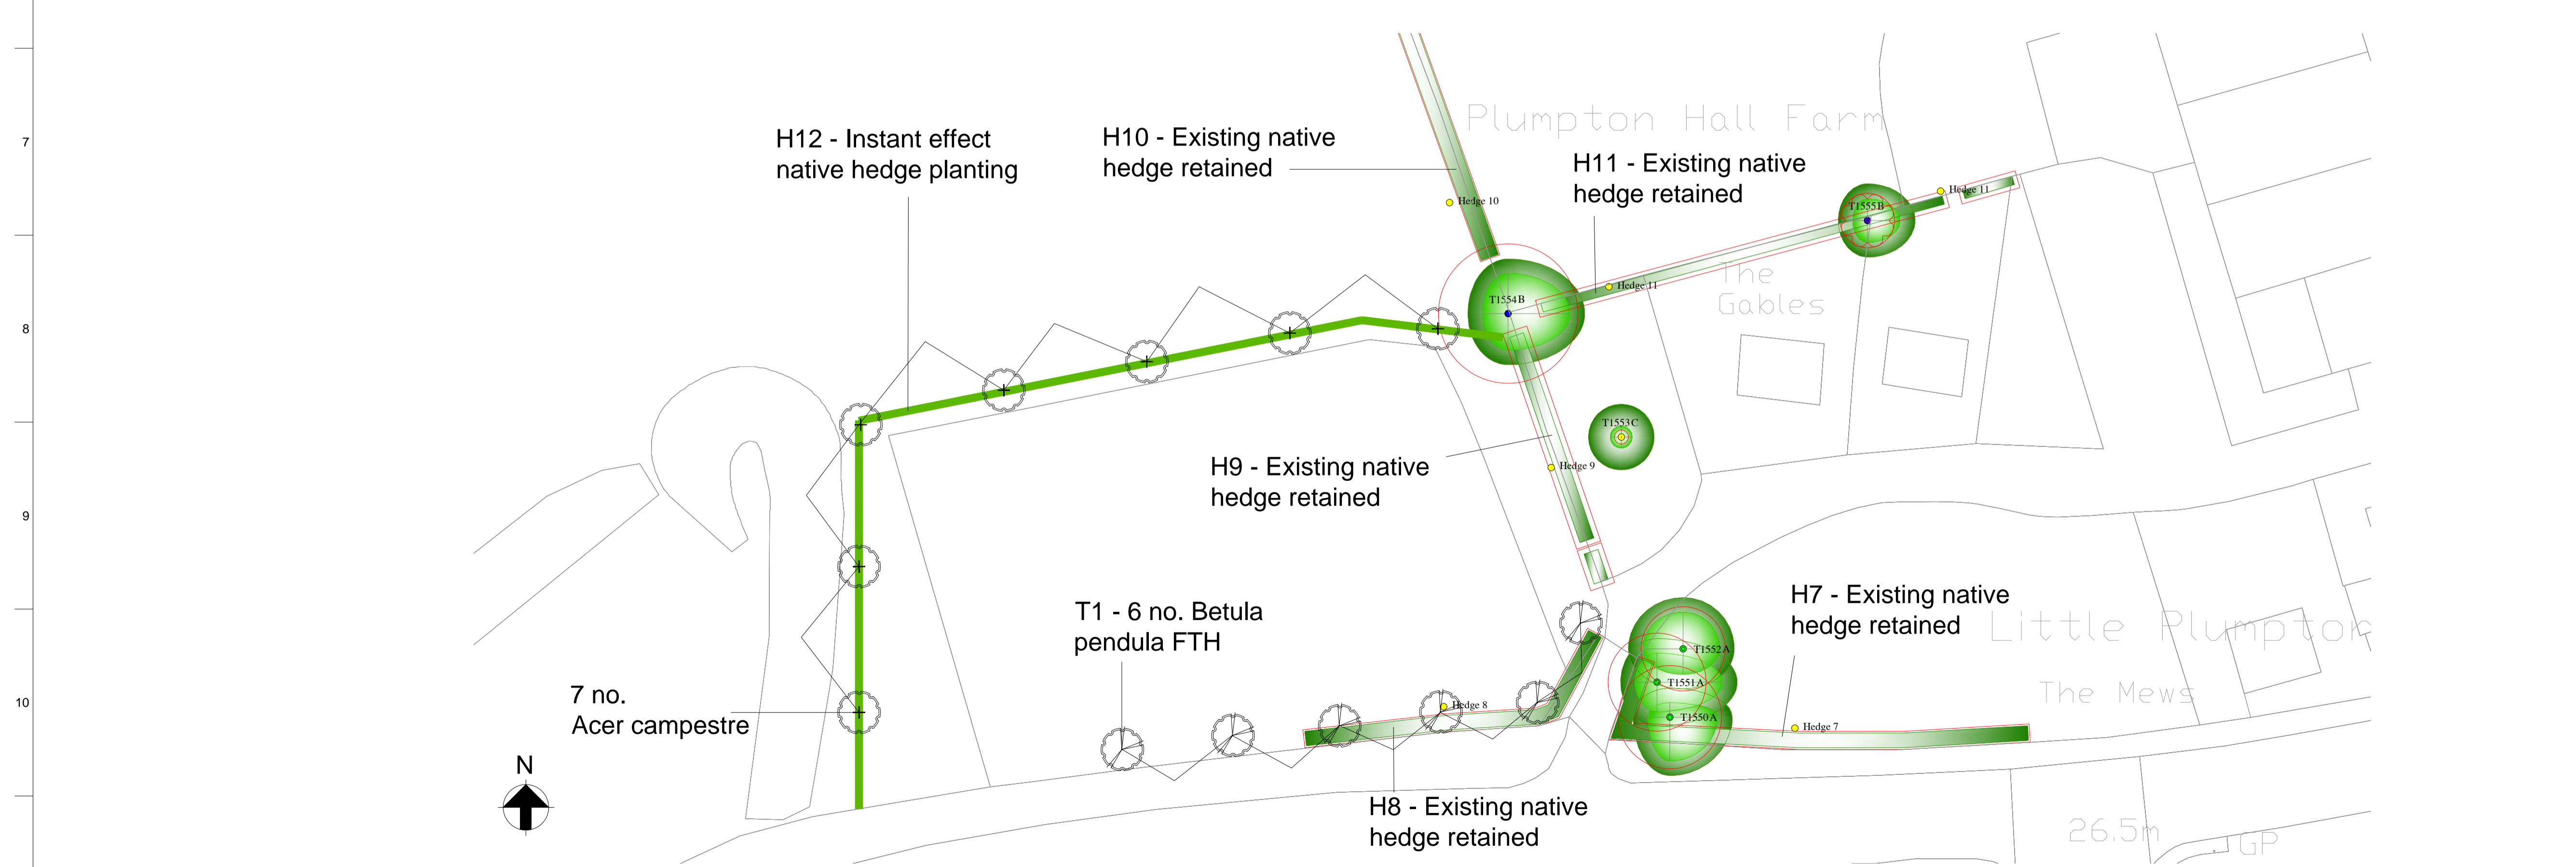 Plumpton Hall Farm
7
H12 - Instant effect
native hedge planting
H10 - Existing native
hedge retained
H11 - Existing native
hedge retained
Hedge 11
Hedge 10
T1555B
The
Gables
Hedge 11
T1554B
8
T1553C
H9 - Existing native
hedge retained
Hedge 9
9
T1 - 6 no. Betula
pendula FTH
H7 - Existing native
hedge retained
Little Plumpton
T1552A
T1551A
The Mews
7 no.
Acer campestre
10
Hedge 8
T1550A
Hedge 7
N
H8 - Existing native
hedge retained
26.5m
GP